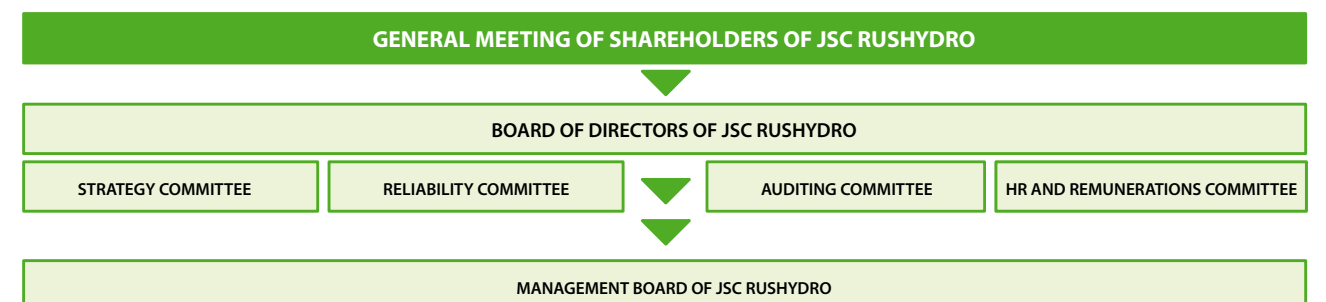 GENERAL MEETING OF SHAREHOLDERS OF JSC RUSHYDRO
BOARD OF DIRECTORS OF JSC RUSHYDRO
STRATEGY COMMITTEE
RELIABILITY COMMITTEE
AUDITING COMMITTEE
HR AND REMUNERATIONS COMMITTEE
MANAGEMENT BOARD OF JSC RUSHYDRO